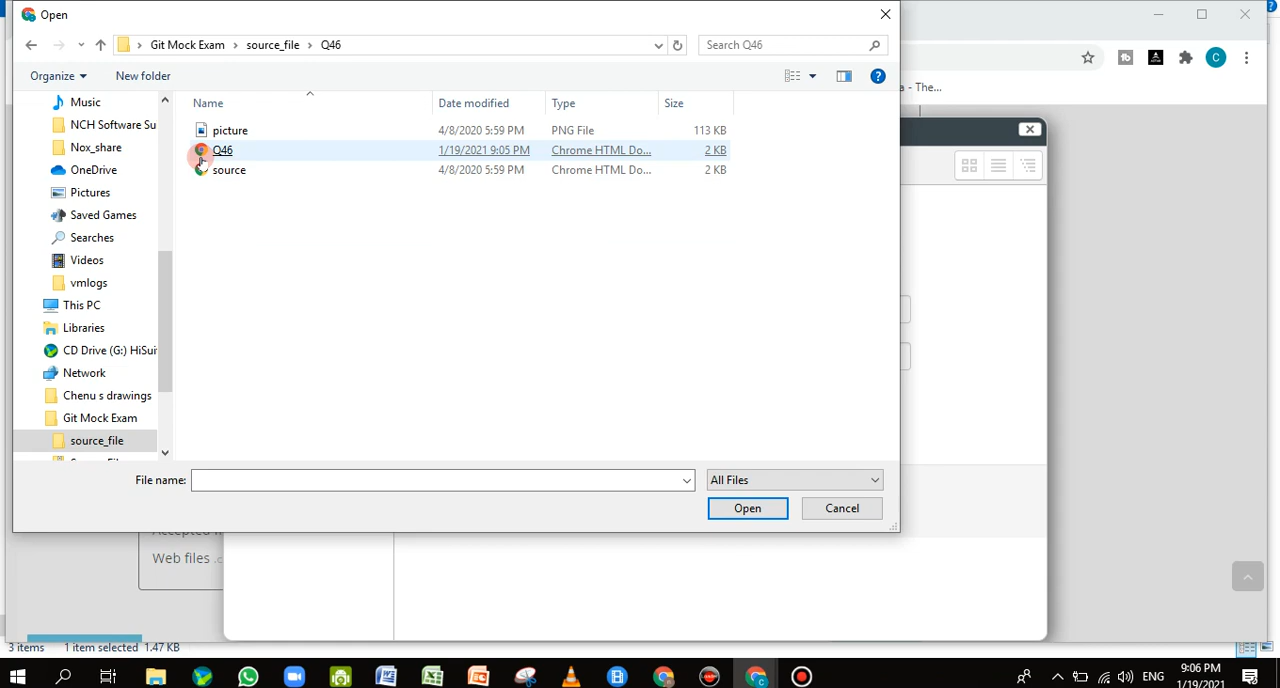 Open
Git Mock Exam › source_file › Q46
Search Q46
Organize
New folder
Name
Date modified
Type
Size
picture 4/8/2020 5:59 PM PNG File 113 KB
Q46 1/19/2021 9:05 PM Chrome HTML Do... 2 KB
source 4/8/2020 5:59 PM Chrome HTML Do... 2 KB
Music
NCH Software Su
Nox_share
OneDrive
Pictures
Saved Games
Searches
Videos
vmlogs
This PC
Libraries
CD Drive (G:) HiSui
Network
Chenu s drawings
Git Mock Exam
source_file
File name:
All Files
Open
Cancel
a - The...
C
Web files .c
3 items 1 item selected 1.47 KB
ENG
9:06 PM
1/19/2021